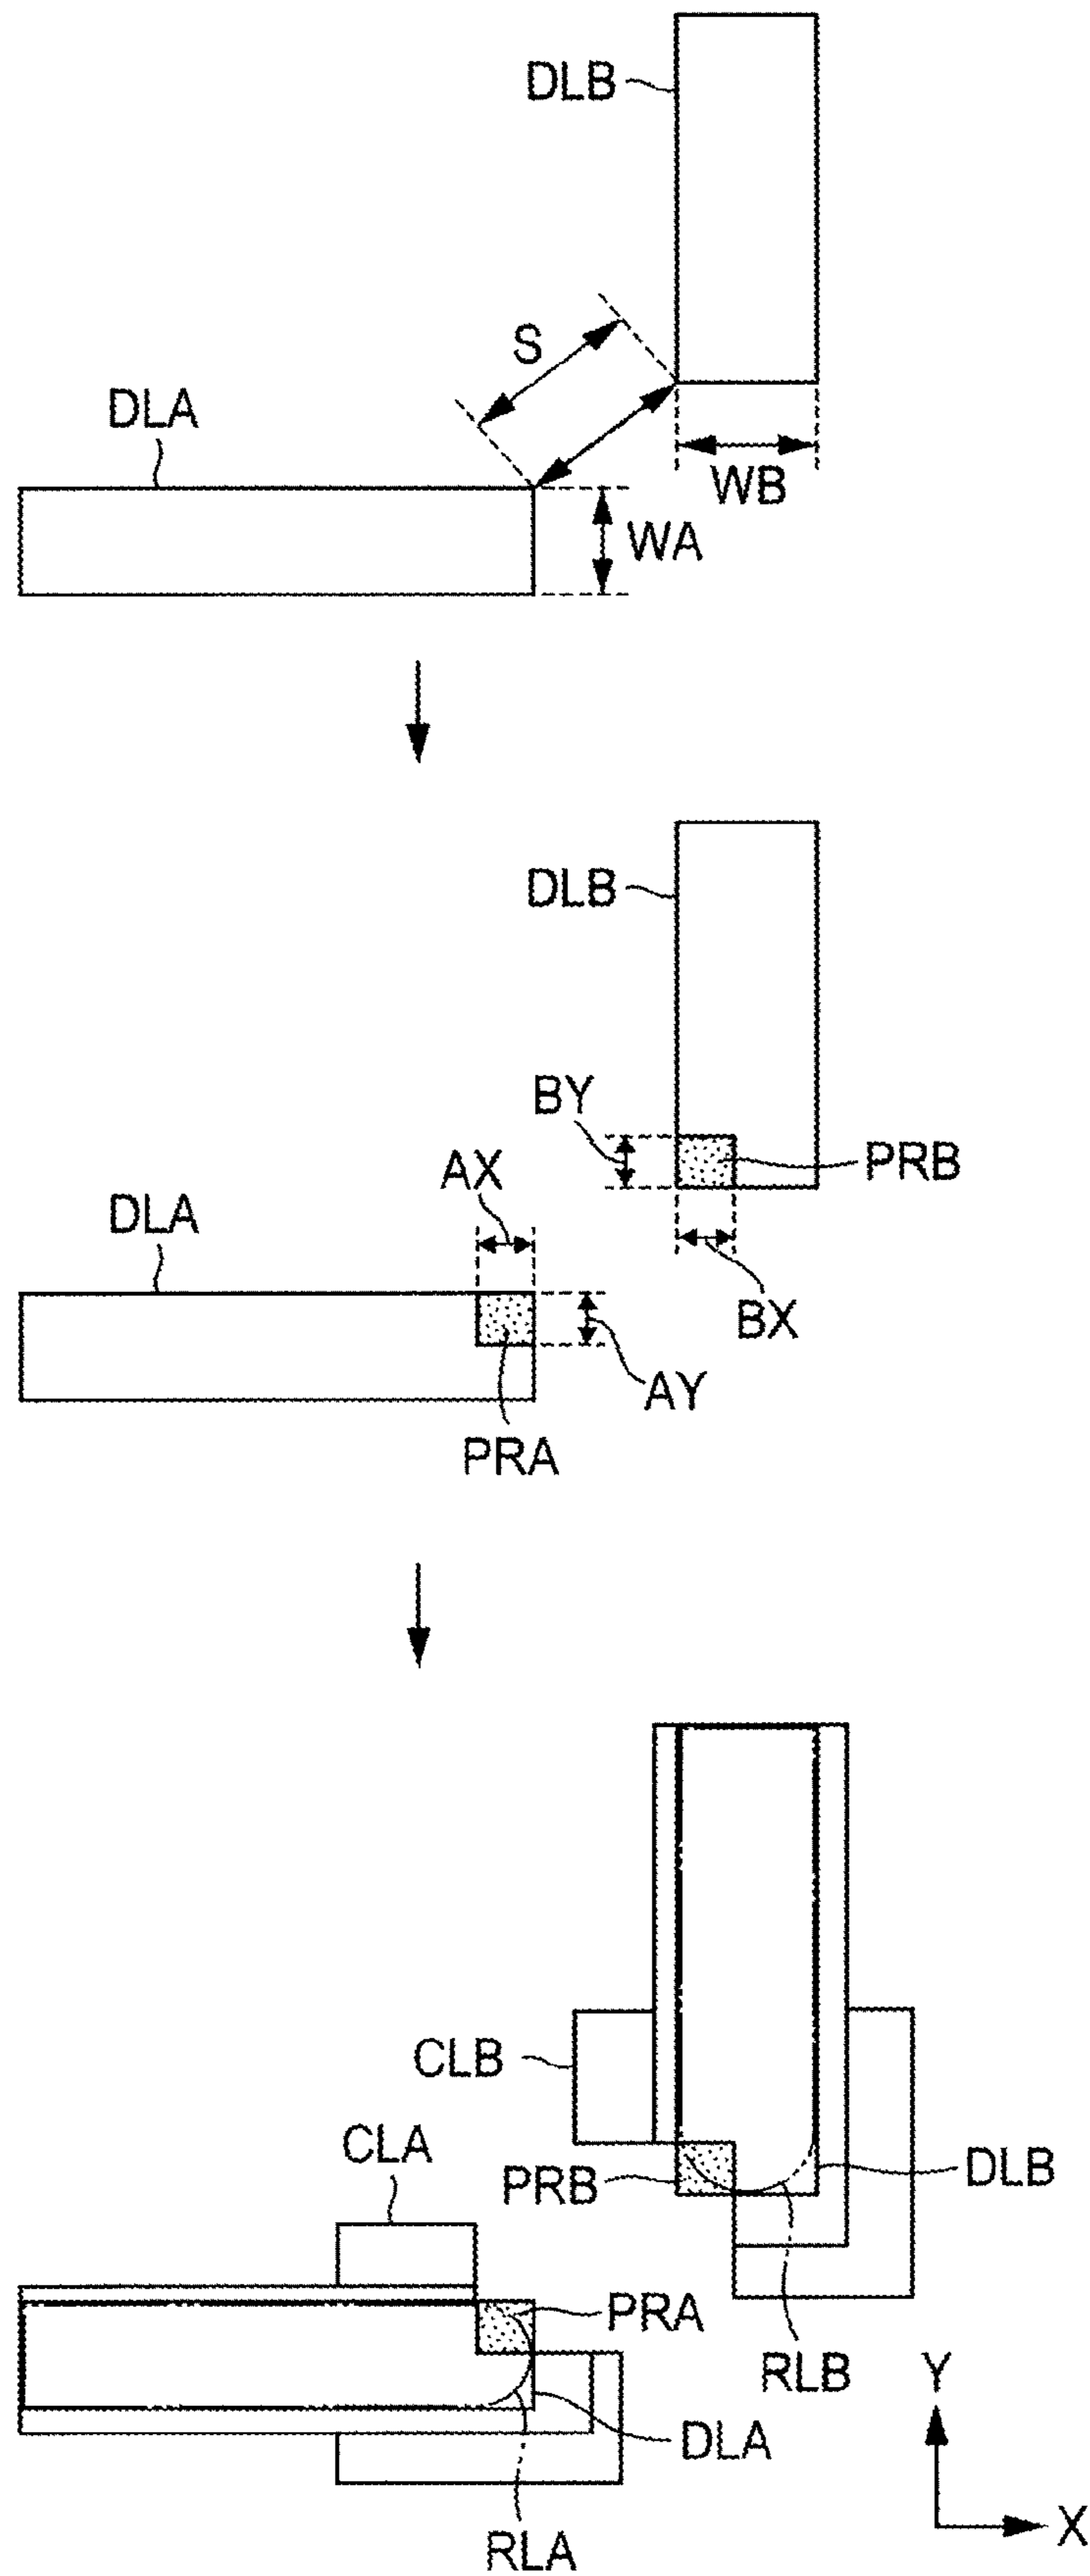 DLB
S
DLA
WB
WA
DLB
BY
PRB
AX
DLA
BX
AY
PRA
CLB
CLA
PRB
DLB
PRA
RLB
Y
DLA
X
RLA